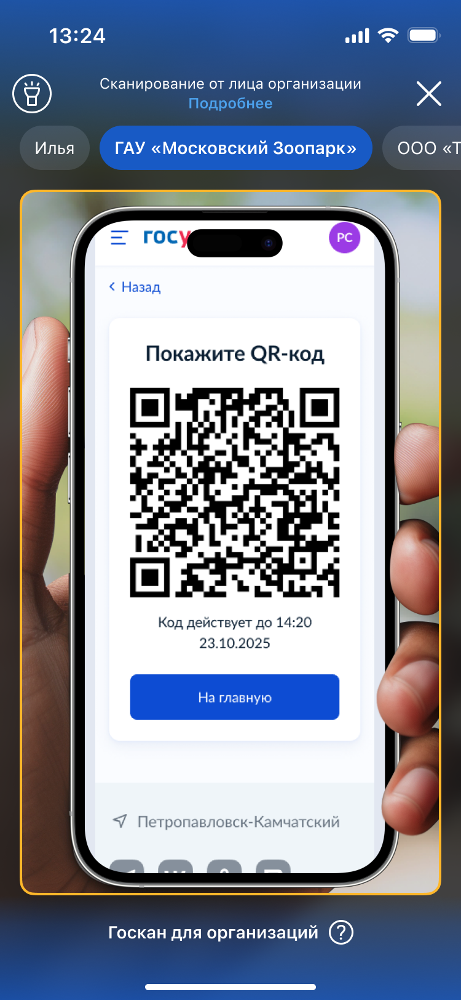 13:24
Сканирование от лица организации
Подробнее
Илья
ГАУ «Московский Зоопарк»
ООО «Т
госу
РС
Назад
Покажите QR-код
Код действует до 14:20
23.10.2025
На главную
Петропавловск-Камчатский
Госкан для организаций
?